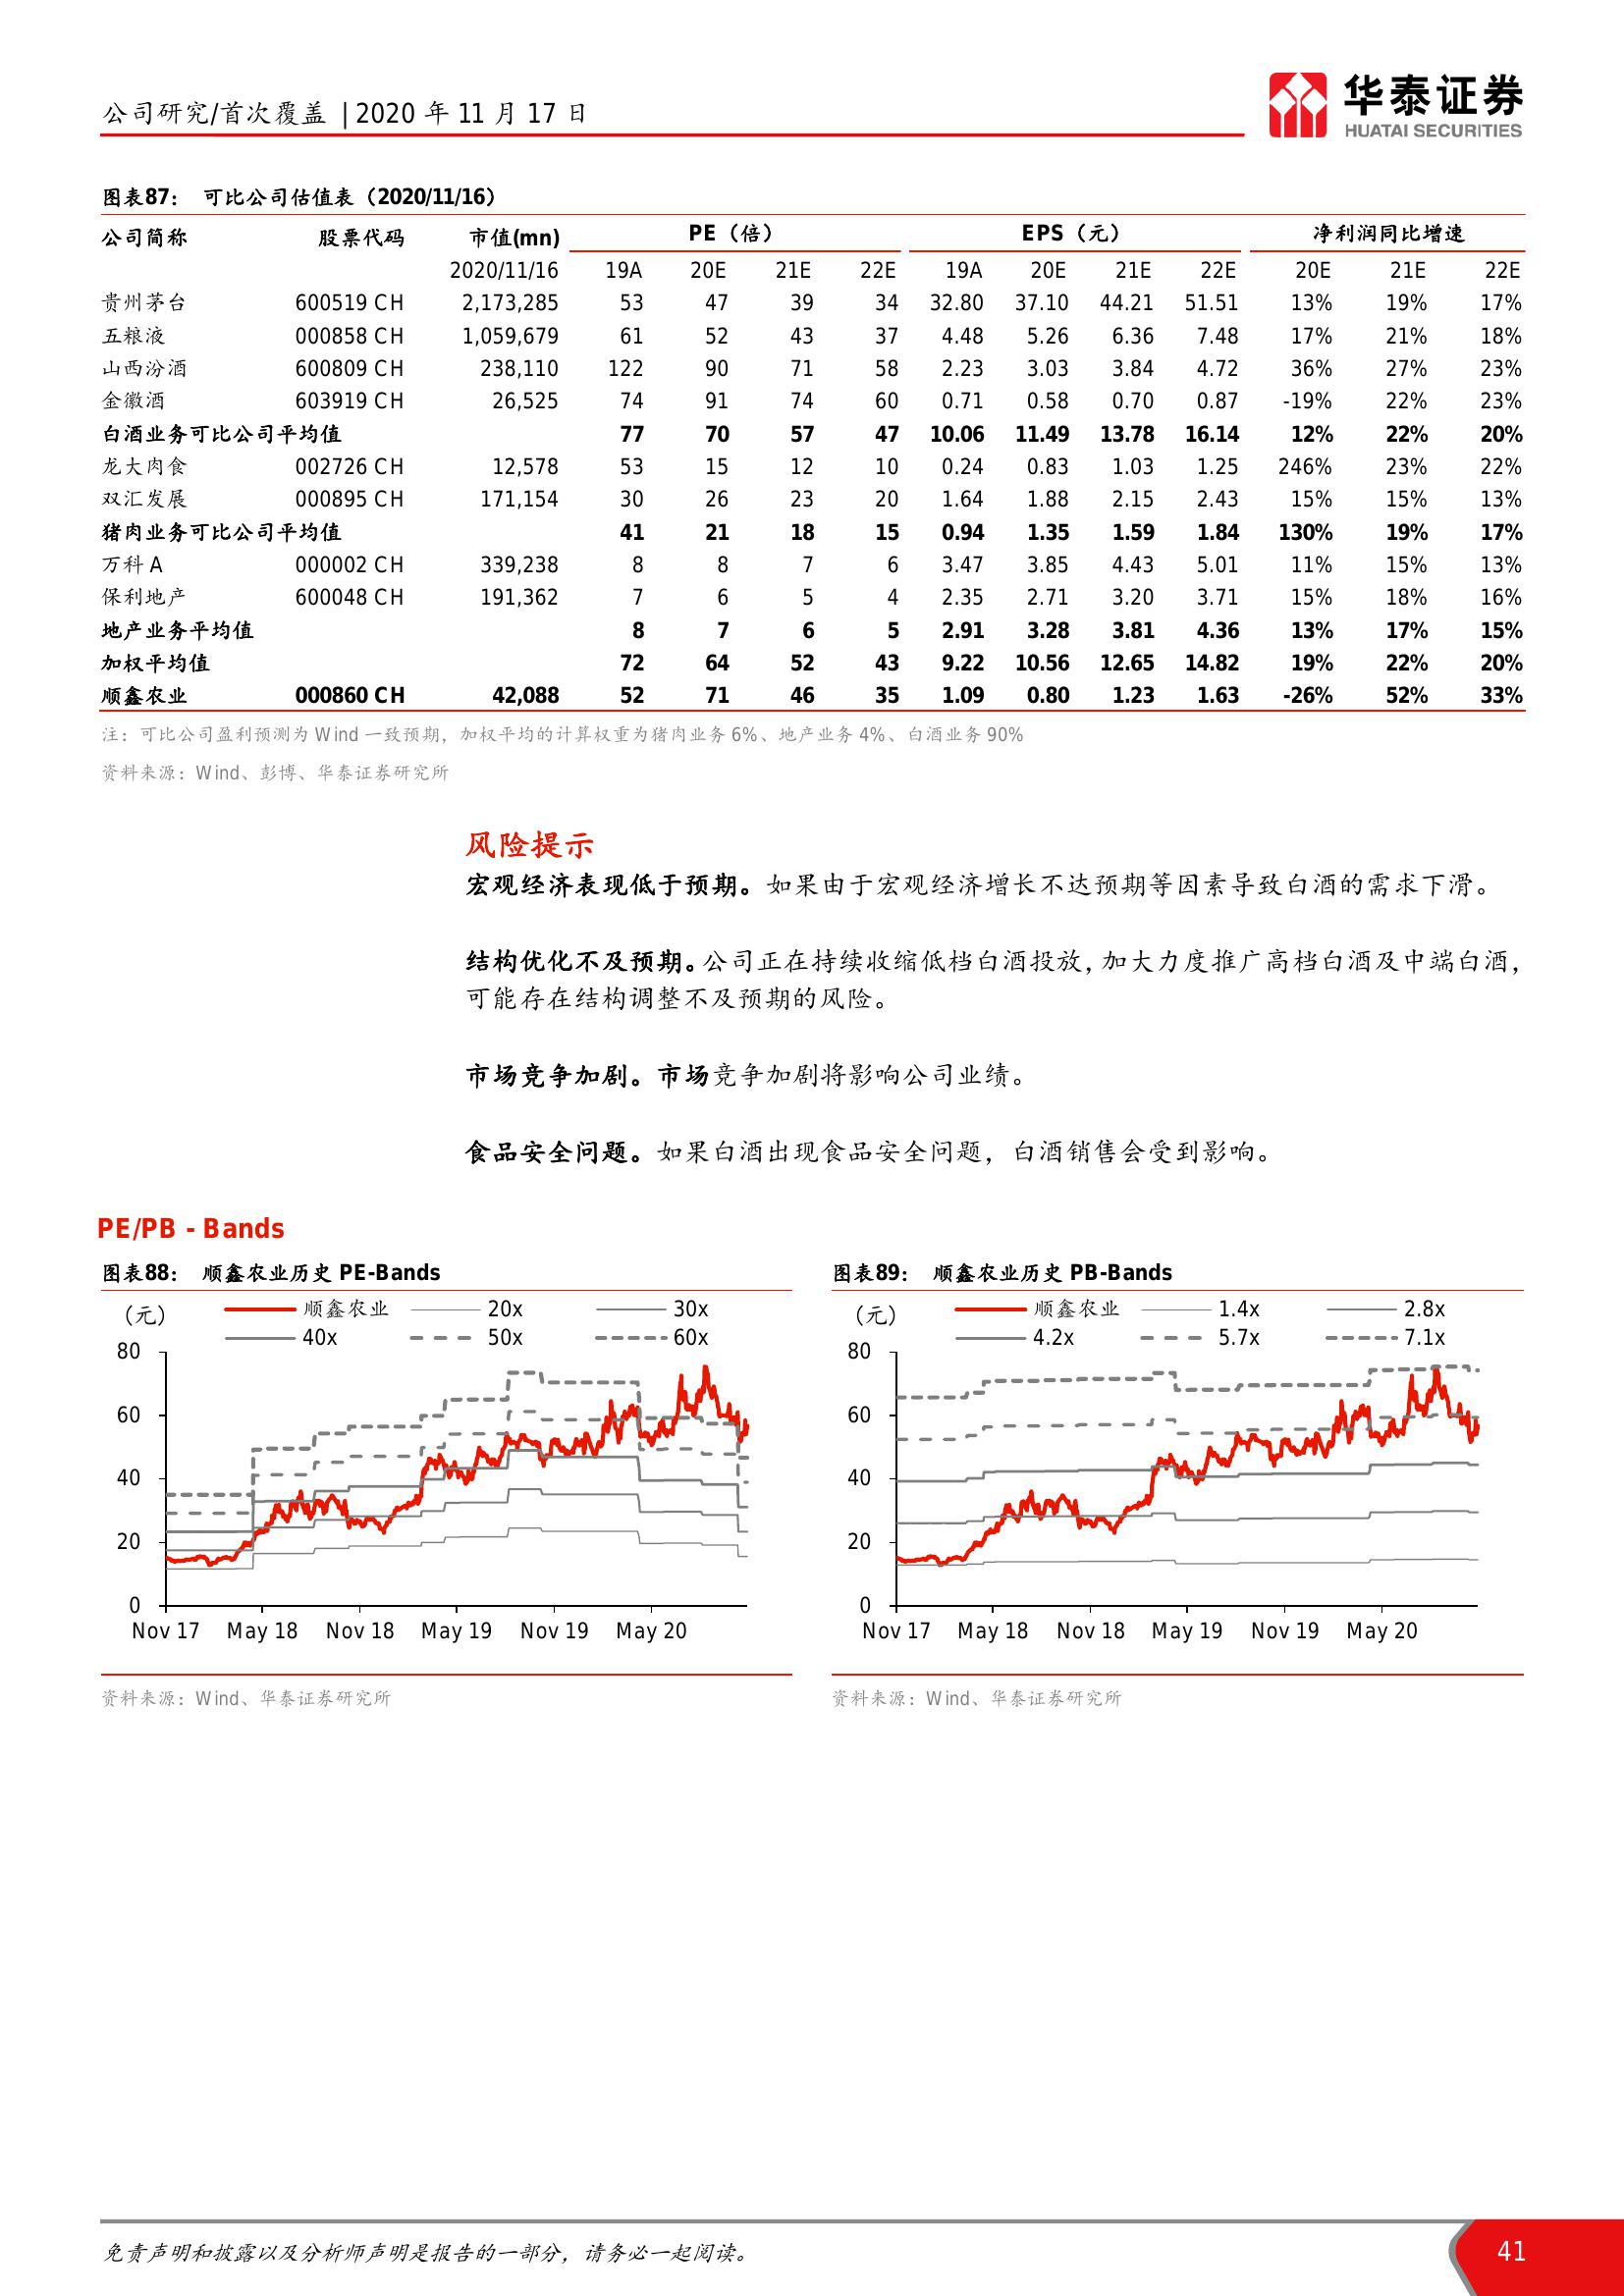 公司研究/首次覆盖 | 2020 年 11 月 17 日
华泰证券
HUATAI SECURITIES
图表87： 可比公司估值表（2020/11/16）
公司简称 股票代码 市值(mn) PE（倍） EPS（元） 净利润同比增速
2020/11/16 19A 20E 21E 22E 19A 20E 21E 22E 20E 21E 22E
贵州茅台 600519 CH 2,173,285 53 47 39 34 32.80 37.10 44.21 51.51 13% 19% 17%
五粮液 000858 CH 1,059,679 61 52 43 37 4.48 5.26 6.36 7.48 17% 21% 18%
山西汾酒 600809 CH 238,110 122 90 71 58 2.23 3.03 3.84 4.72 36% 27% 23%
金徽酒 603919 CH 26,525 74 91 74 60 0.71 0.58 0.70 0.87 -19% 22% 23%
白酒业务可比公司平均值 77 70 57 47 10.06 11.49 13.78 16.14 12% 22% 20%
龙大肉食 002726 CH 12,578 53 15 12 10 0.24 0.83 1.03 1.25 246% 23% 22%
双汇发展 000895 CH 171,154 30 26 23 20 1.64 1.88 2.15 2.43 15% 15% 13%
猪肉业务可比公司平均值 41 21 18 15 0.94 1.35 1.59 1.84 130% 19% 17%
万科 A 000002 CH 339,238 8 8 7 6 3.47 3.85 4.43 5.01 11% 15% 13%
保利地产 600048 CH 191,362 7 6 5 4 2.35 2.71 3.20 3.71 15% 18% 16%
地产业务平均值 8 7 6 5 2.91 3.28 3.81 4.36 13% 17% 15%
加权平均值 72 64 52 43 9.22 10.56 12.65 14.82 19% 22% 20%
顺鑫农业 000860 CH 42,088 52 71 46 35 1.09 0.80 1.23 1.63 -26% 52% 33%
注：可比公司盈利预测为 Wind 一致预期，加权平均的计算权重为猪肉业务 6%、地产业务 4%、白酒业务 90%
资料来源：Wind、彭博、华泰证券研究所
风险提示
宏观经济表现低于预期。如果由于宏观经济增长不达预期等因素导致白酒的需求下滑。
结构优化不及预期。公司正在持续收缩低档白酒投放，加大力度推广高档白酒及中端白酒，
可能存在结构调整不及预期的风险。
市场竞争加剧。市场竞争加剧将影响公司业绩。
食品安全问题。如果白酒出现食品安全问题，白酒销售会受到影响。
PE/PB - Bands
图表88： 顺鑫农业历史 PE-Bands
（元） 顺鑫农业 20x 30x
40x 50x 60x
80
60
40
20
0
Nov 17 May 18 Nov 18 May 19 Nov 19 May 20
资料来源：Wind、华泰证券研究所
图表89： 顺鑫农业历史 PB-Bands
（元） 顺鑫农业 1.4x 2.8x
4.2x 5.7x 7.1x
80
60
40
20
0
Nov 17 May 18 Nov 18 May 19 Nov 19 May 20
资料来源：Wind、华泰证券研究所
免责声明和披露以及分析师声明是报告的一部分，请务必一起阅读。
41